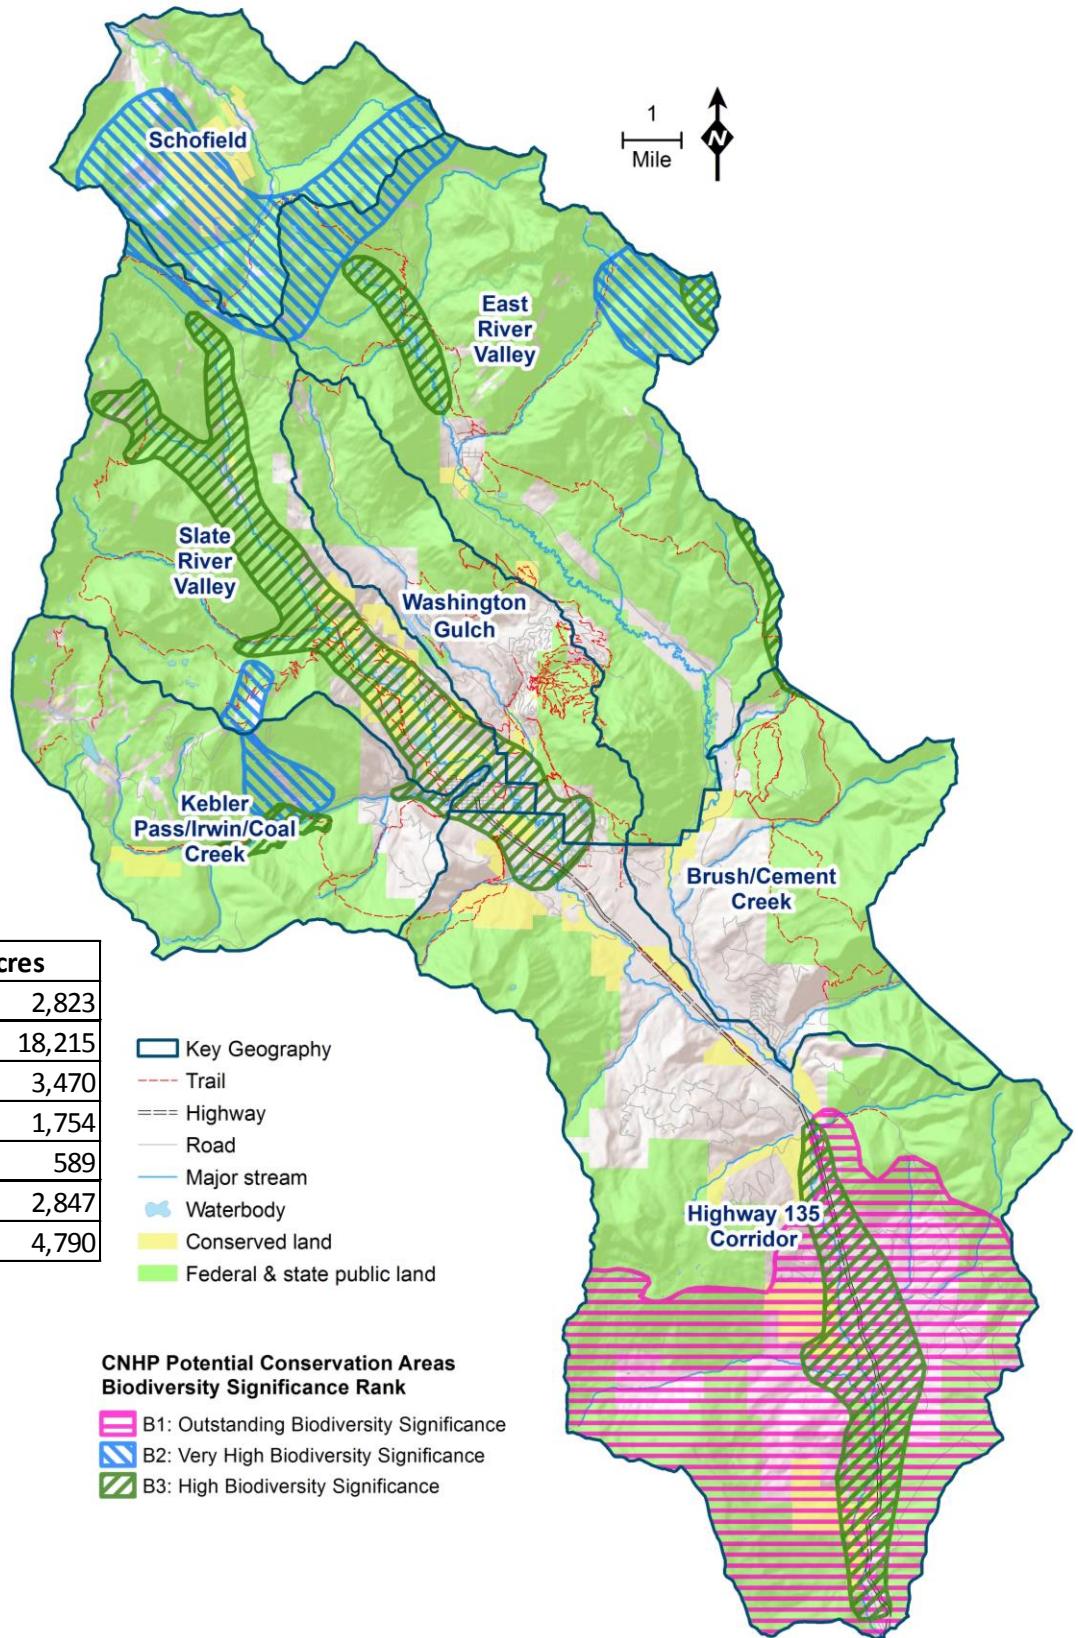 Schofield
1
Mile
N
East
River
Valley
Slate
River
Valley
Washington
Gulch
Kebler
Pass/Irwin/Coal
Creek
Brush/Cement
Creek
cres
2,823
18,215
3,470
1,754
589
2,847
4,790
Key Geography
Trail
Highway
Road
Major stream
Waterbody
Conserved land
Federal & state public land
Highway 135
Corridor
CNHP Potential Conservation Areas
Biodiversity Significance Rank
B1: Outstanding Biodiversity Significance
B2: Very High Biodiversity Significance
B3: High Biodiversity Significance